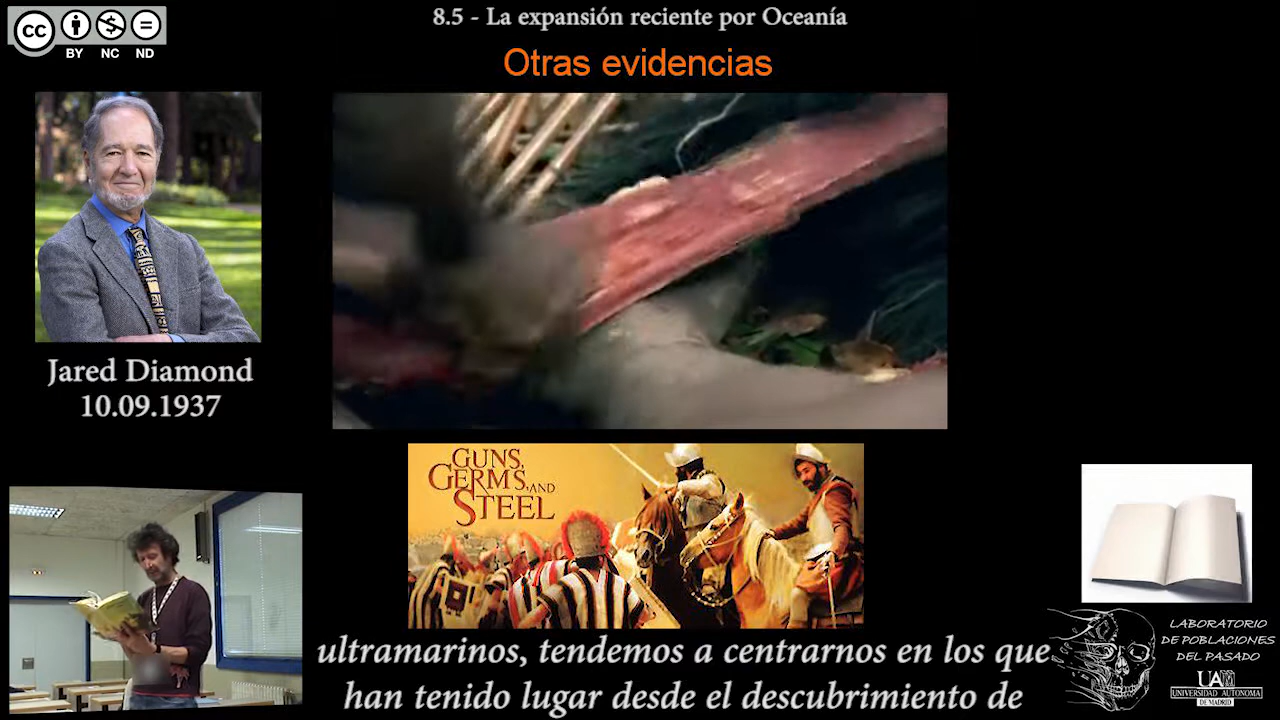 8.5 - La expansión reciente por Oceanía
cc
BY NC ND
Otras evidencias
Jared Diamond
10.09.1937
GUNS,
GERMS, AND
STEEL
ultramarinos, tendemos a centrarnos en los que
han tenido lugar desde el descubrimiento de
LABORATORIO
DE POBLACIONES
DEL PASADO
UA
UNIVERSIDAD AUTONOMA
DE MADRID